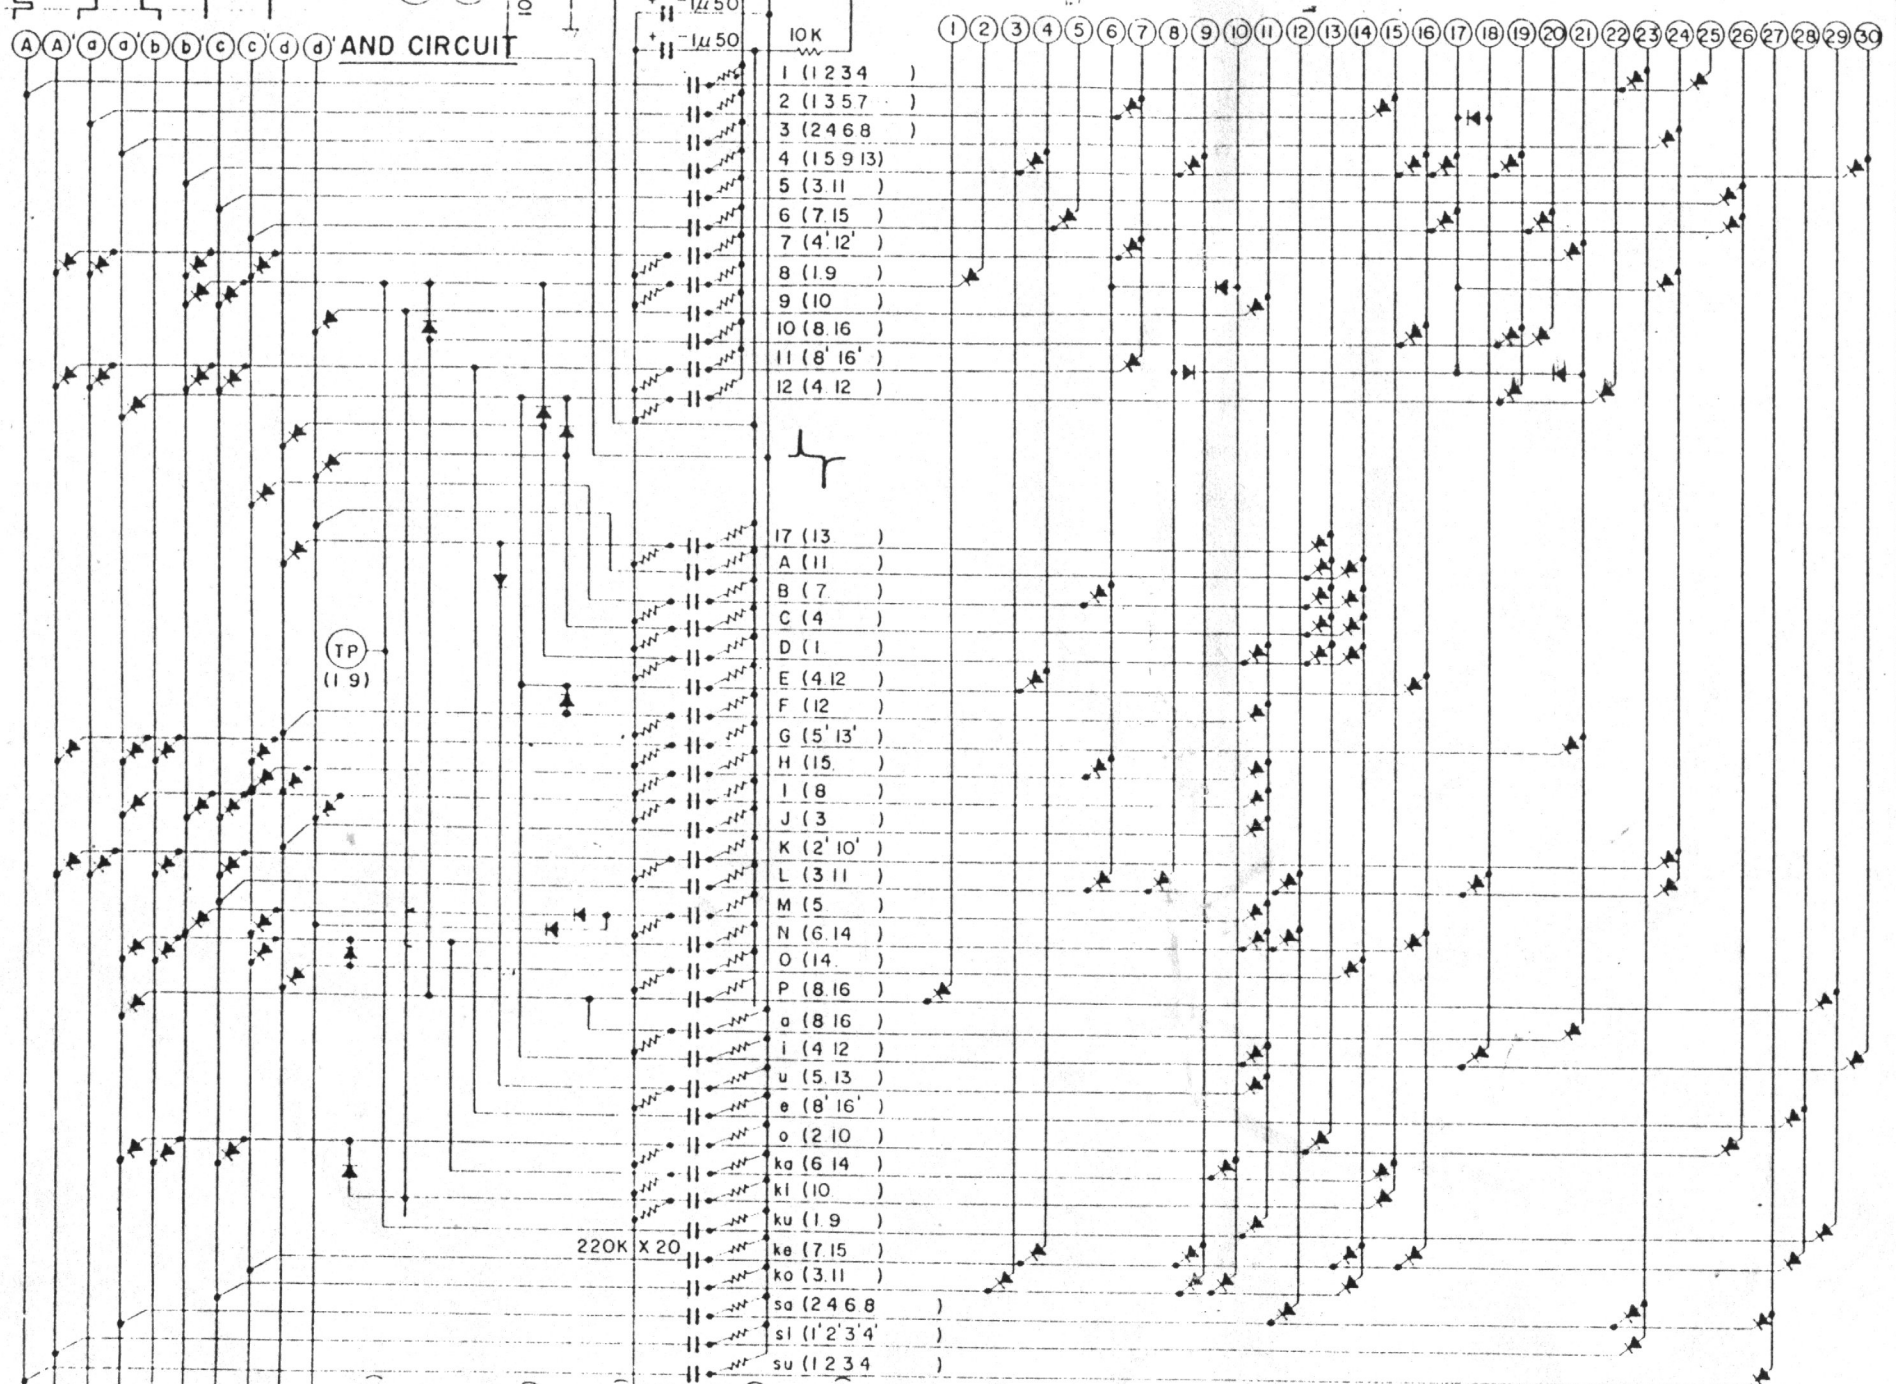 -1µ50
-1µ50
A A' a a' b b' c c' d d' AND CIRCUIT
10K
1 2 3 4 5 6 7 8 9 10 11 12 13 14 15 16 17 18 19 20 21 22 23 24 25 26 27 28 29 30
1 (1 2 3 4 )
2 (1 3 5 7 )
3 (2 4 6 8 )
4 (1 5 9 13)
5 (3.11 )
6 (7.15 )
7 (4'.12' )
8 (1.9 )
9 (10 )
10 (8.16 )
11 (8' 16' )
12 (4.12 )
17 (13 )
A (11 )
B (7 )
C (4 )
D (1 )
TP
(1 9)
E (4.12 )
F (12 )
G (5' 13' )
H (15 )
I (8 )
J (3 )
K (2' 10' )
L (3 11 )
M (5 )
N (6.14 )
O (14 )
P (8.16 )
a (8 16 )
i (4 12 )
u (5.13 )
e (8' 16' )
o (2.10 )
ka (6 14 )
ki (10 )
ku (1.9 )
220K X 20
ke (7.15 )
ko (3.11 )
sa (2 4 6.8 )
si (1' 2' 3' 4' )
su (1 2 3 4 )